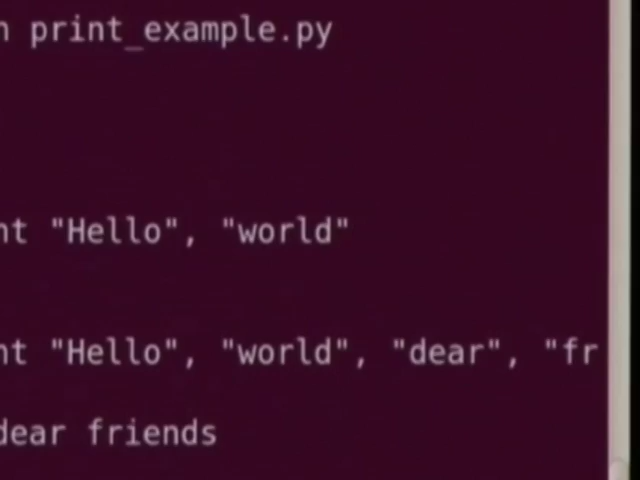 n print_example.py
nt "Hello", "world"
nt "Hello", "world", "dear", "fr
dear friends